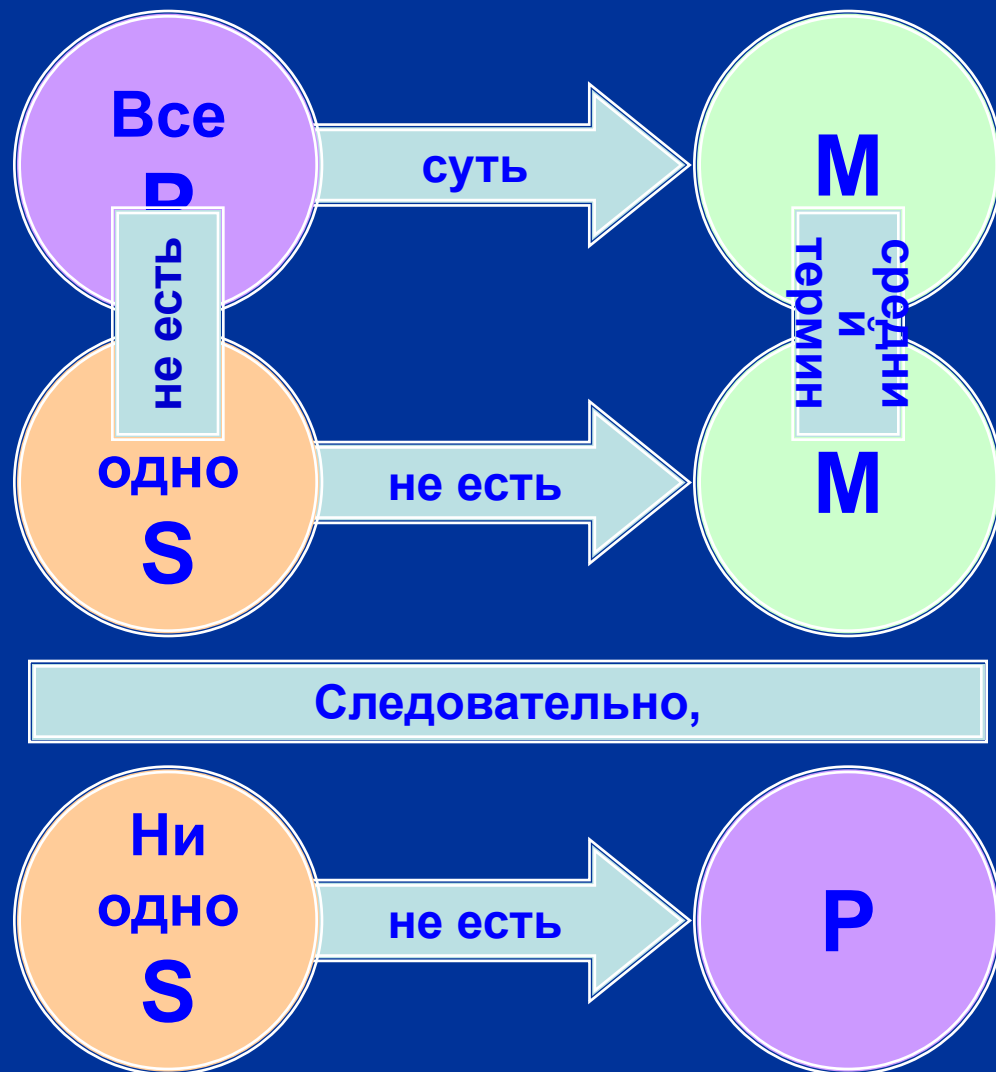 Все
P
суть
M
не есть
средни
й
термин
одно
S
не есть
M
Следовательно,
Ни
одно
S
не есть
P